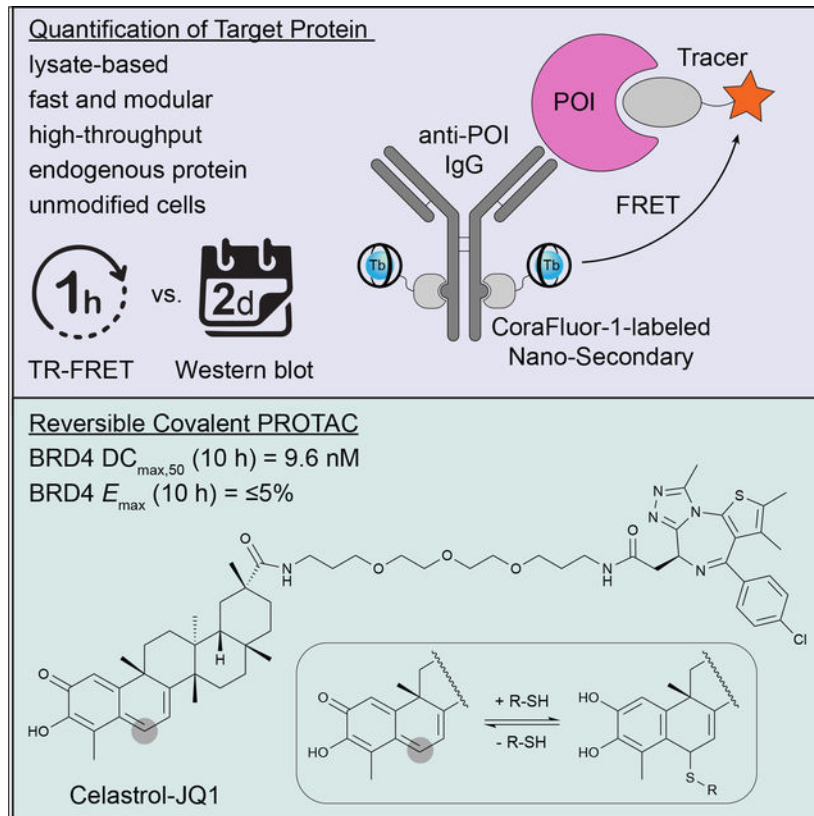 Quantification of Target Protein
lysate-based
fast and modular
high-throughput
endogenous protein
unmodified cells
1h
vs.
2d
TR-FRET
Western blot
anti-POI
IgG
POI
Tracer
FRET
Tb
Tb
CoraFluor-1-labeled
Nano-Secondary
Reversible Covalent PROTAC
BRD4 DCmax,50 (10 h) = 9.6 nM
BRD4 Emax (10 h) = ≤5%
O
HO
H
O
N
H
O
O
O
N
H
O
N
N
N
S
N
Cl
O
HO
+ R-SH
- R-SH
HO
HO
S
R
Celastrol-JQ1